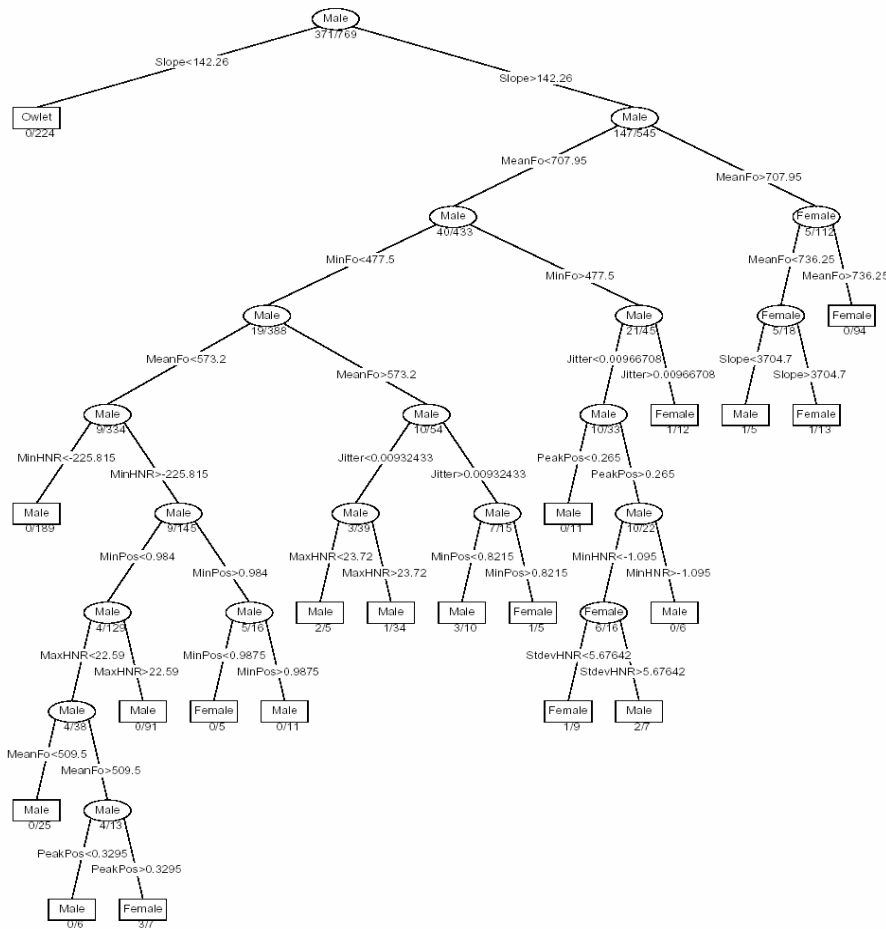 Male
371/769
Slope<142.26
Slope>142.26
Owlet
0/224
Male
147/545
MeanFo<707.95
MeanFo>707.95
Male
40/433
Female
5/112
MinFo<477.5
MinFo>477.5
MeanFo<736.25
MeanFo>736.25
Male
19/388
Male
21/45
Female
5/18
Female
0/94
MeanFo<573.2
MeanFo>573.2
Jitter<0.00966708
Jitter>0.00966708
Slope<3704.7
Slope>3704.7
Male
9/334
Male
10/54
Male
10/33
Female
1/12
Male
1/5
Female
1/13
MinHNR<-225.815
MinHNR>-225.815
Jitter<0.00932433
Jitter>0.00932433
PeakPos<0.265
PeakPos>0.265
Male
0/189
Male
9/145
Male
3/39
Male
7/15
Male
0/11
Male
10/22
MinPos<0.984
MinPos>0.984
MaxHNR<23.72
MaxHNR>23.72
MinPos<0.8215
MinPos>0.8215
MinHNR<-1.095
MinHNR>-1.095
Male
4/129
Male
5/16
Male
2/5
Male
1/34
Male
3/10
Female
1/5
Female
6/16
Male
0/6
MaxHNR<22.59
MaxHNR>22.59
MinPos<0.9875
MinPos>0.9875
StdevHNR<5.67642
StdevHNR>5.67642
Male
4/38
Male
0/91
Female
0/5
Male
0/11
Female
1/9
Male
2/7
MeanFo<509.5
MeanFo>509.5
Male
0/25
Male
4/13
PeakPos<0.3295
PeakPos>0.3295
Male
0/6
Female
3/7